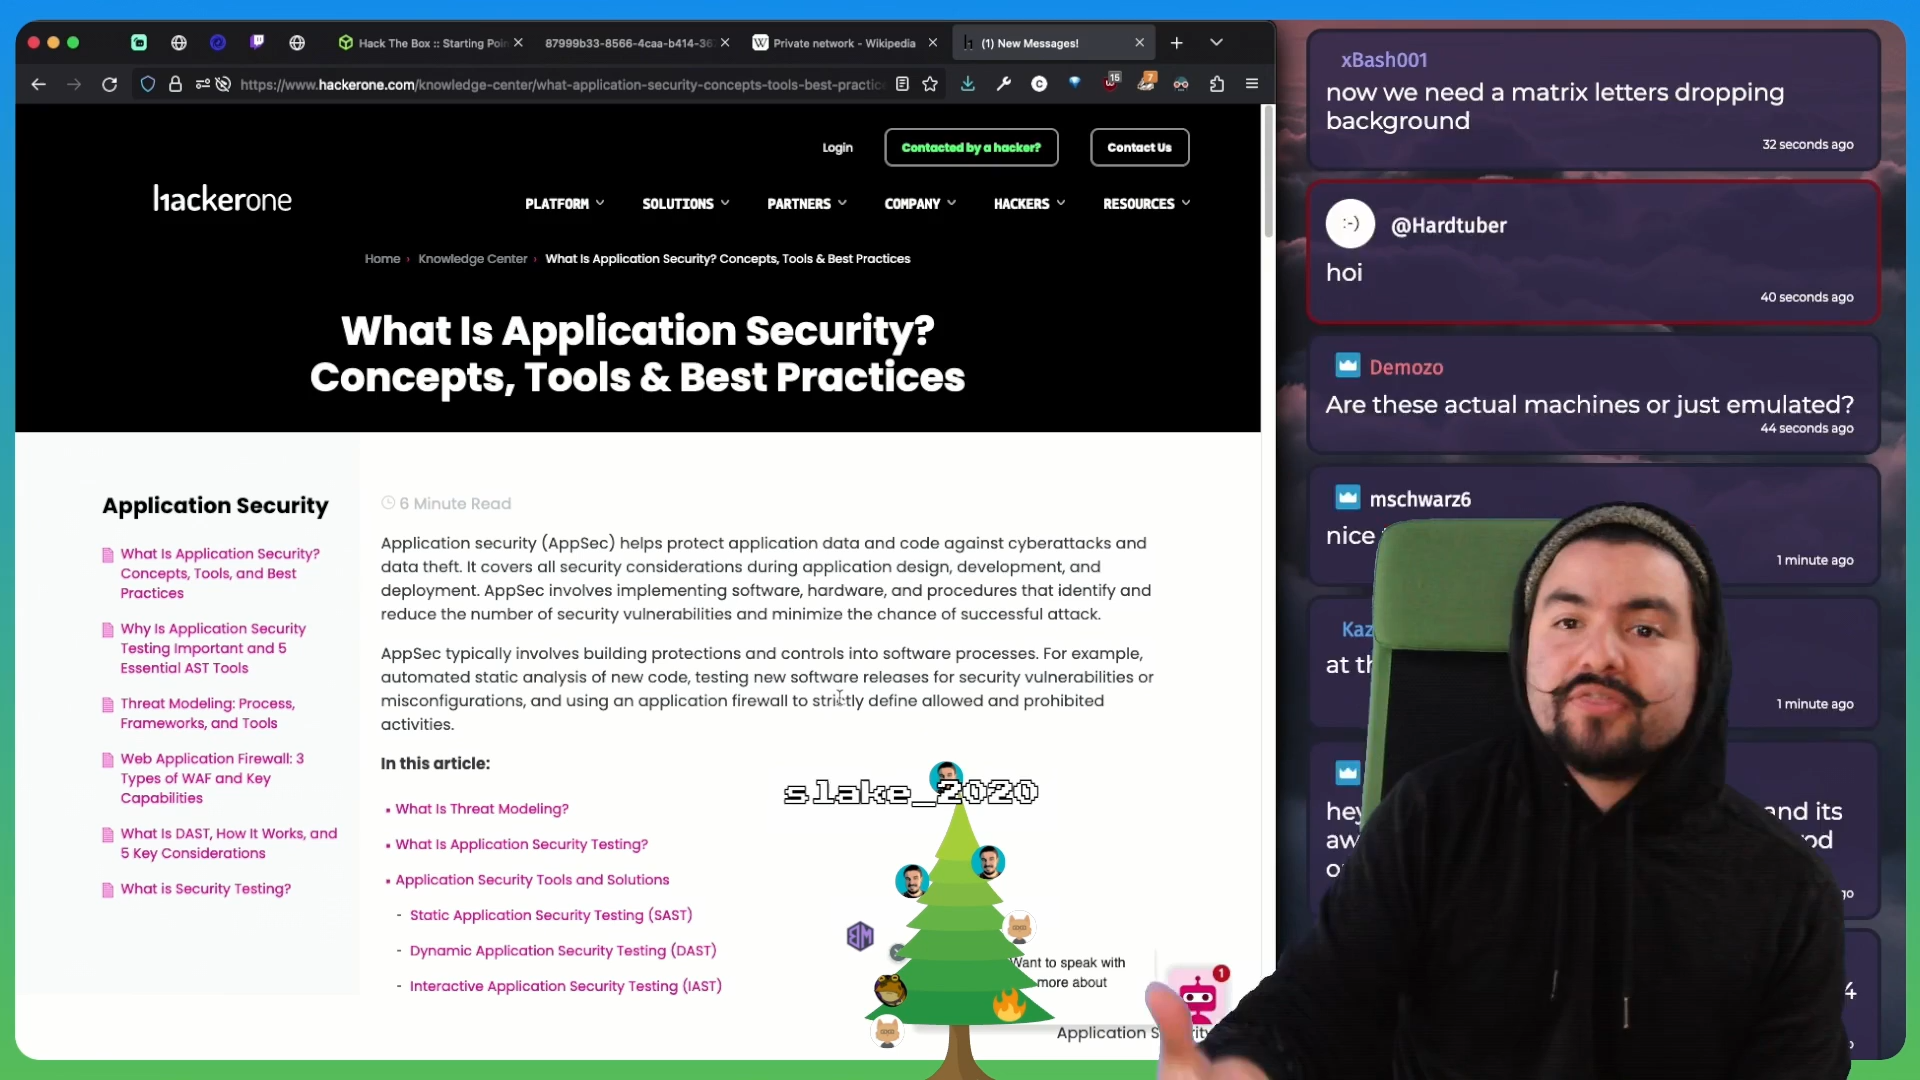 Hack The Box :: Starting Poin
87999b33-8566-4caa-b414-36
Private network - Wikipedia
(1) New Messages!
https://www.hackerone.com/knowledge-center/what-application-security-concepts-tools-best-practic
15
7
Login
Contacted by a hacker?
Contact Us
hackerone
PLATFORM
SOLUTIONS
PARTNERS
COMPANY
HACKERS
RESOURCES
Home › Knowledge Center › What Is Application Security? Concepts, Tools & Best Practices
What Is Application Security?
Concepts, Tools & Best Practices
Application Security
What Is Application Security?
Concepts, Tools, and Best
Practices
Why Is Application Security
Testing Important and 5
Essential AST Tools
Threat Modeling: Process,
Frameworks, and Tools
Web Application Firewall: 3
Types of WAF and Key
Capabilities
What Is DAST, How It Works, and
5 Key Considerations
What is Security Testing?
6 Minute Read
Application security (AppSec) helps protect application data and code against cyberattacks and
data theft. It covers all security considerations during application design, development, and
deployment. AppSec involves implementing software, hardware, and procedures that identify and
reduce the number of security vulnerabilities and minimize the chance of successful attack.
AppSec typically involves building protections and controls into software processes. For example,
automated static analysis of new code, testing new software releases for security vulnerabilities or
misconfigurations, and using an application firewall to strictly define allowed and prohibited
activities.
In this article:
What Is Threat Modeling?
What Is Application Security Testing?
Application Security Tools and Solutions
- Static Application Security Testing (SAST)
- Dynamic Application Security Testing (DAST)
- Interactive Application Security Testing (IAST)
slake_2020
Want to speak with
more about
Application
1
xBash001
now we need a matrix letters dropping
background
32 seconds ago
:-)
@Hardtuber
hoi
40 seconds ago
Demozo
Are these actual machines or just emulated?
44 seconds ago
mschwarz6
nice
1 minute ago
Kaz
at th
1 minute ago
hey
and its
aw
od
go
4